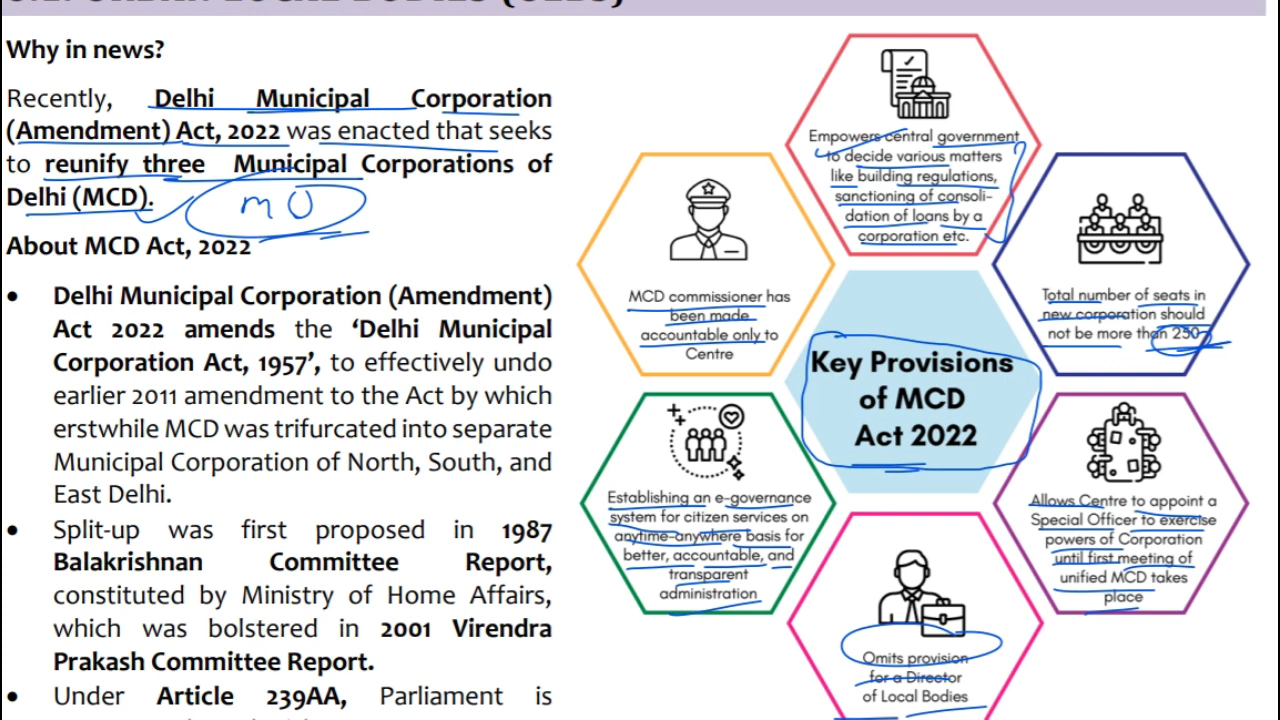 Why in news?
Recently, Delhi Municipal Corporation
(Amendment) Act, 2022 was enacted that seeks
to reunify three Municipal Corporations of
Delhi (MCD).
About MCD Act, 2022
• Delhi Municipal Corporation (Amendment)
Act 2022 amends the ‘Delhi Municipal
Corporation Act, 1957’, to effectively undo
earlier 2011 amendment to the Act by which
erstwhile MCD was trifurcated into separate
Municipal Corporation of North, South, and
East Delhi.
• Split-up was first proposed in 1987
Balakrishnan Committee Report,
constituted by Ministry of Home Affairs,
which was bolstered in 2001 Virendra
Prakash Committee Report.
• Under Article 239AA, Parliament is
Empowers central government
to decide various matters
like building regulations,
sanctioning of consoli-
dation of loans by a
corporation etc.
MCD commissioner has
been made
accountable only to
Centre
Total number of seats in
new corporation should
not be more than 250
Key Provisions
of MCD
Act 2022
Establishing an e-governance
system for citizen services on
anytime-anywhere basis for
better, accountable, and
transparent
administration
Allows Centre to appoint a
Special Officer to exercise
powers of Corporation
until first meeting of
unified MCD takes
place
Omits provision
for a Director
of Local Bodies